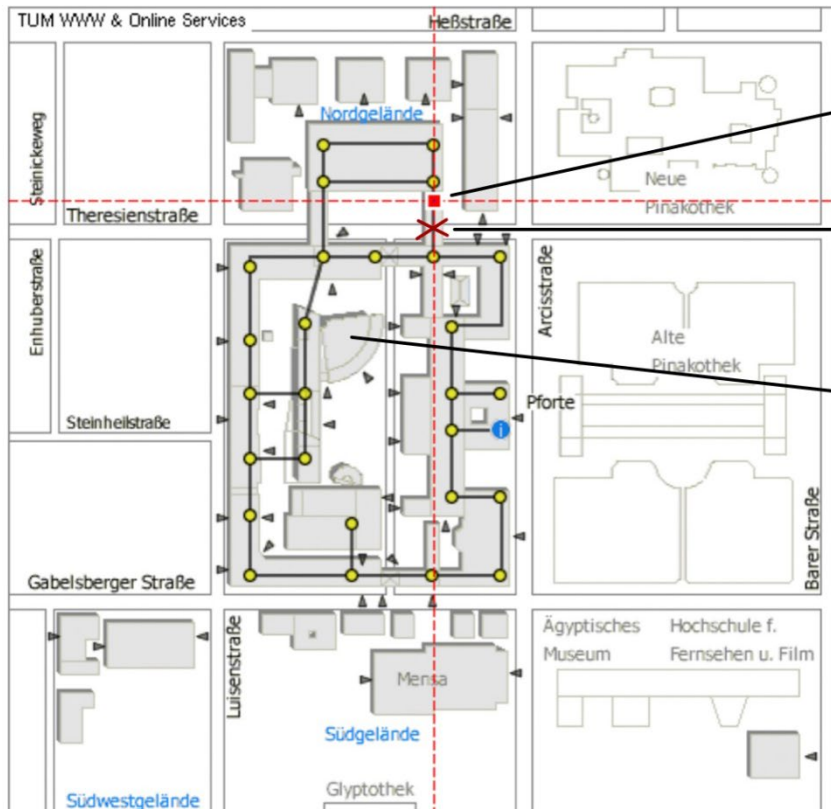 TUM WWW & Online Services
Heßstraße
Steinickeweg
Nordgelände
Neue
Pinakothek
Theresienstraße
Enhuberstraße
Arcisstraße
Alte
Pinakothek
Pforte
Steinheilstraße
i
Barer Straße
Gabelsberger Straße
Luisenstraße
Ägyptisches
Museum
Hochschule f.
Fernsehen u. Film
Mensa
Südgelände
Glyptothek
Südwestgelände